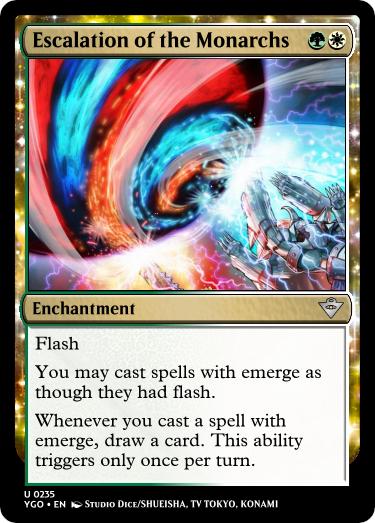 Escalation of the Monarchs
Enchantment
Flash
You may cast spells with emerge as
though they had flash.
Whenever you cast a spell with
emerge, draw a card. This ability
triggers only once per turn.
U 0235
YGO • EN Studio Dice/SHUEISHA, TV TOKYO, KONAMI